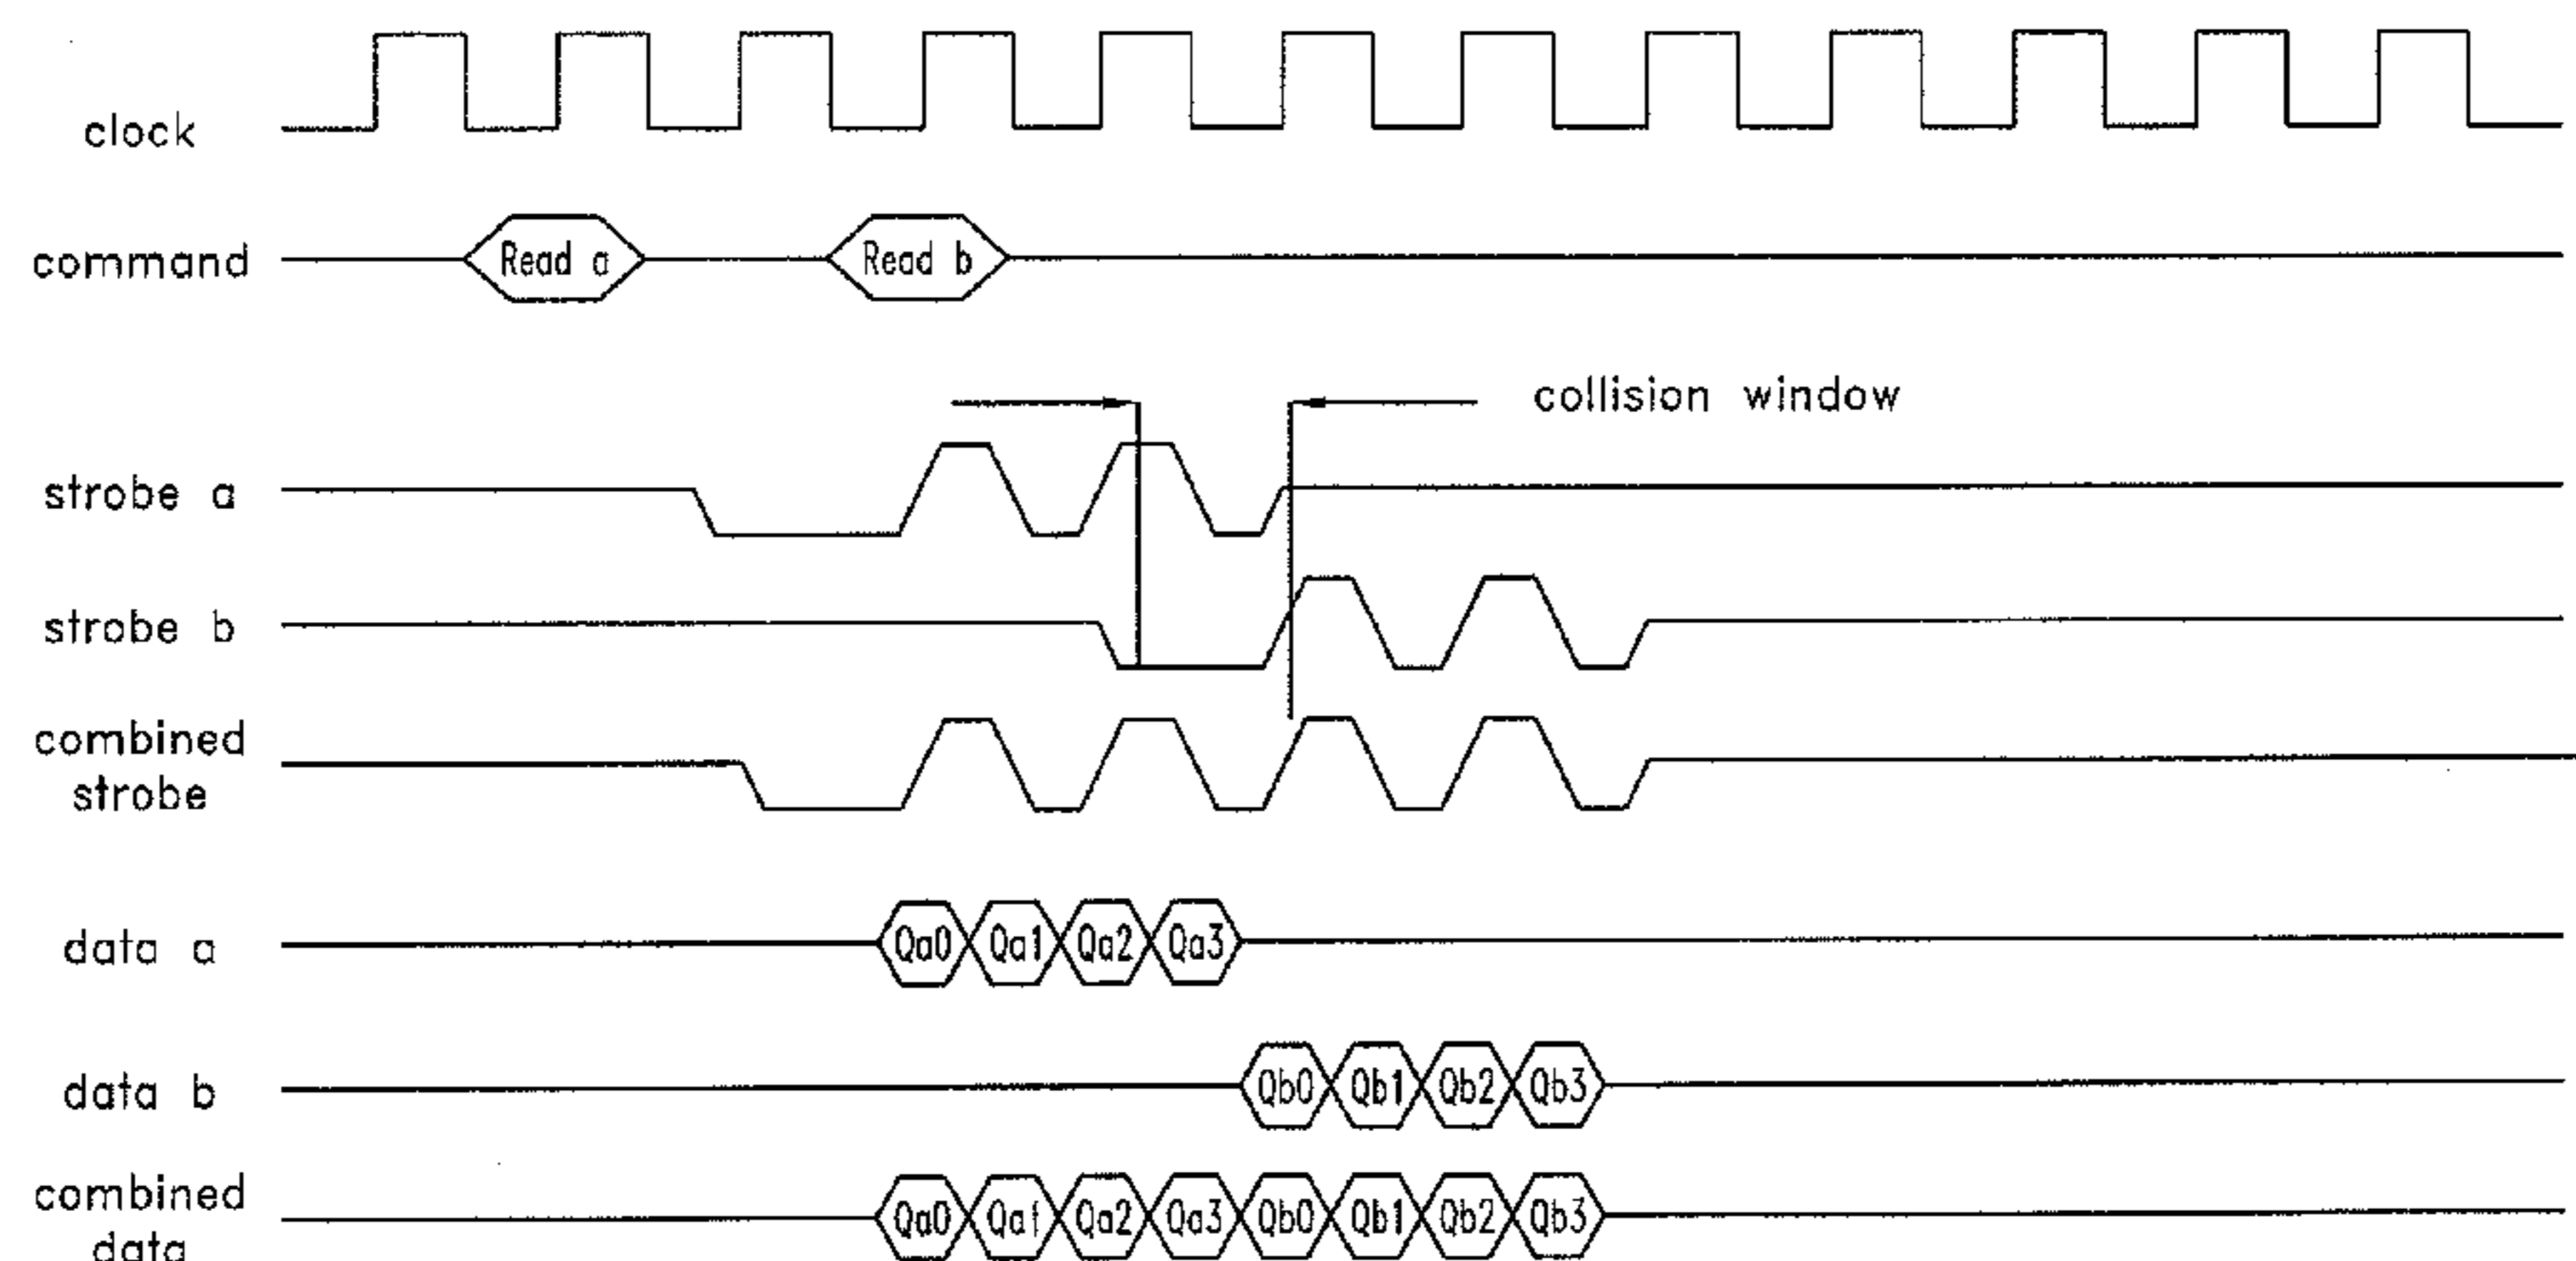 clock
command
Read a
Read b
collision window
strobe a
strobe b
combined
strobe
data a
Qa0 Qa1 Qa2 Qa3
data b
Qb0 Qb1 Qb2 Qb3
combined
data
Qa0 Qaf Qa2 Qa3 Qb0 Qb1 Qb2 Qb3